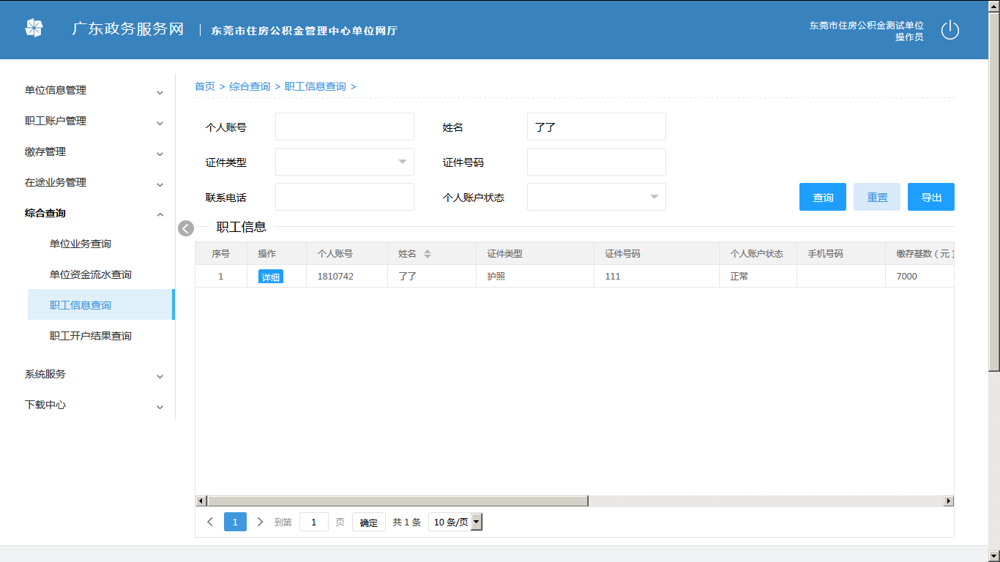 广东政务服务网 | 东莞市住房公积金管理中心单位网厅
东莞市住房公积金测试单位
操作员
单位信息管理
职工账户管理
缴存管理
在途业务管理
综合查询
单位业务查询
单位资金流水查询
职工信息查询
职工开户结果查询
系统服务
下载中心
首页 > 综合查询 > 职工信息查询 >
个人账号 姓名 了了
证件类型 证件号码
联系电话 个人账户状态 查询 重置 导出
职工信息
序号 操作 个人账号 姓名 证件类型 证件号码 个人账户状态 手机号码 缴存基数（元）
1 详细 1810742 了了 护照 111 正常 7000
1 到第 1 页 确定 共 1 条 10 条/页